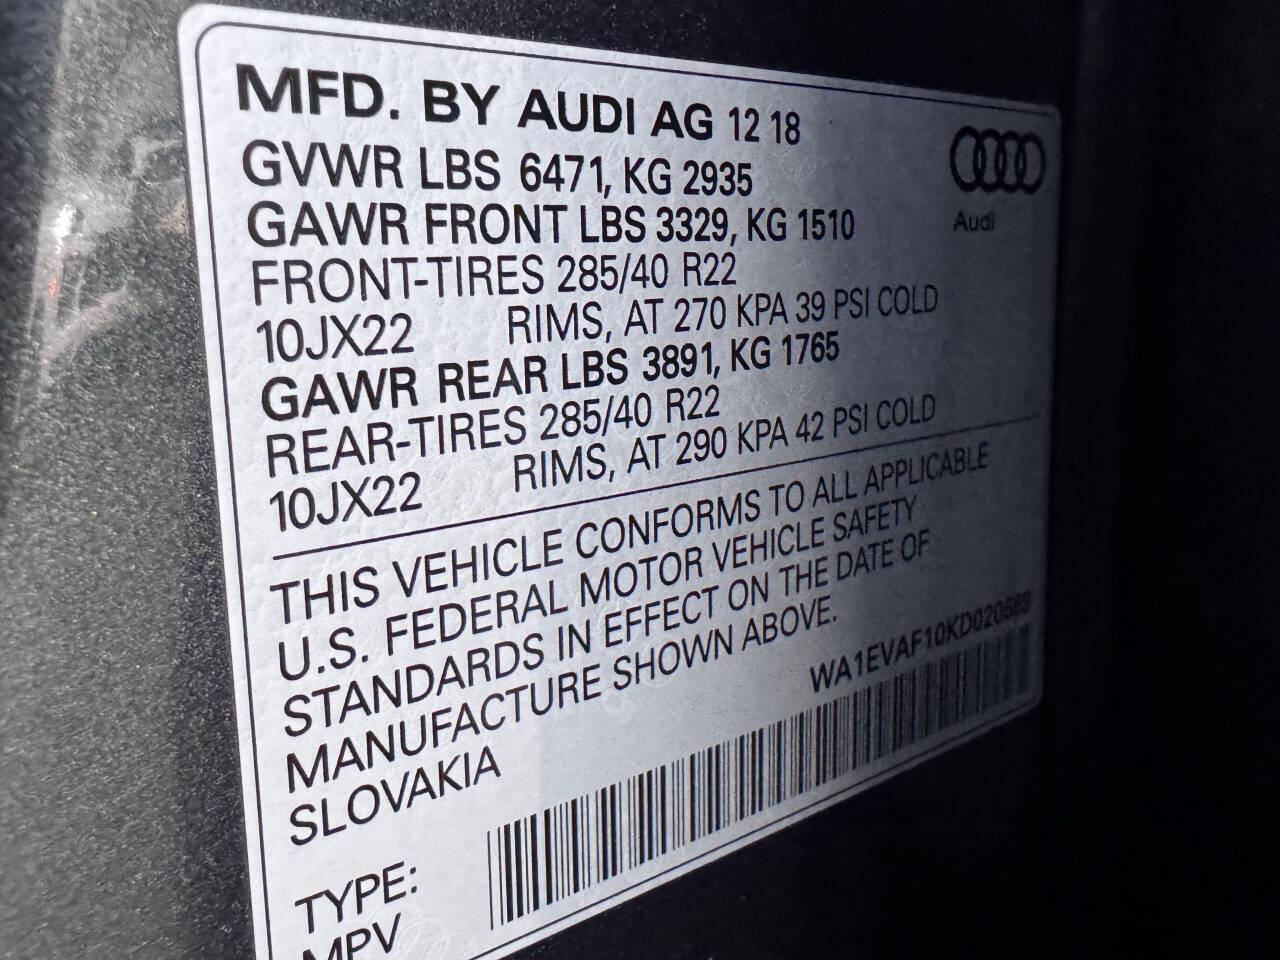 MFD. BY AUDI AG 12 18
GVWR LBS 6471, KG 2935
GAWR FRONT LBS 3329, KG 1510
FRONT-TIRES 285/40 R22
10JX22 RIMS, AT 270 KPA 39 PSI COLD
GAWR REAR LBS 3891, KG 1765
REAR-TIRES 285/40 R22
10JX22 RIMS, AT 290 KPA 42 PSI COLD
Audi
THIS VEHICLE CONFORMS TO ALL APPLICABLE
U.S. FEDERAL MOTOR VEHICLE SAFETY
STANDARDS IN EFFECT ON THE DATE OF
MANUFACTURE SHOWN ABOVE.
SLOVAKIA
TYPE:
MPV